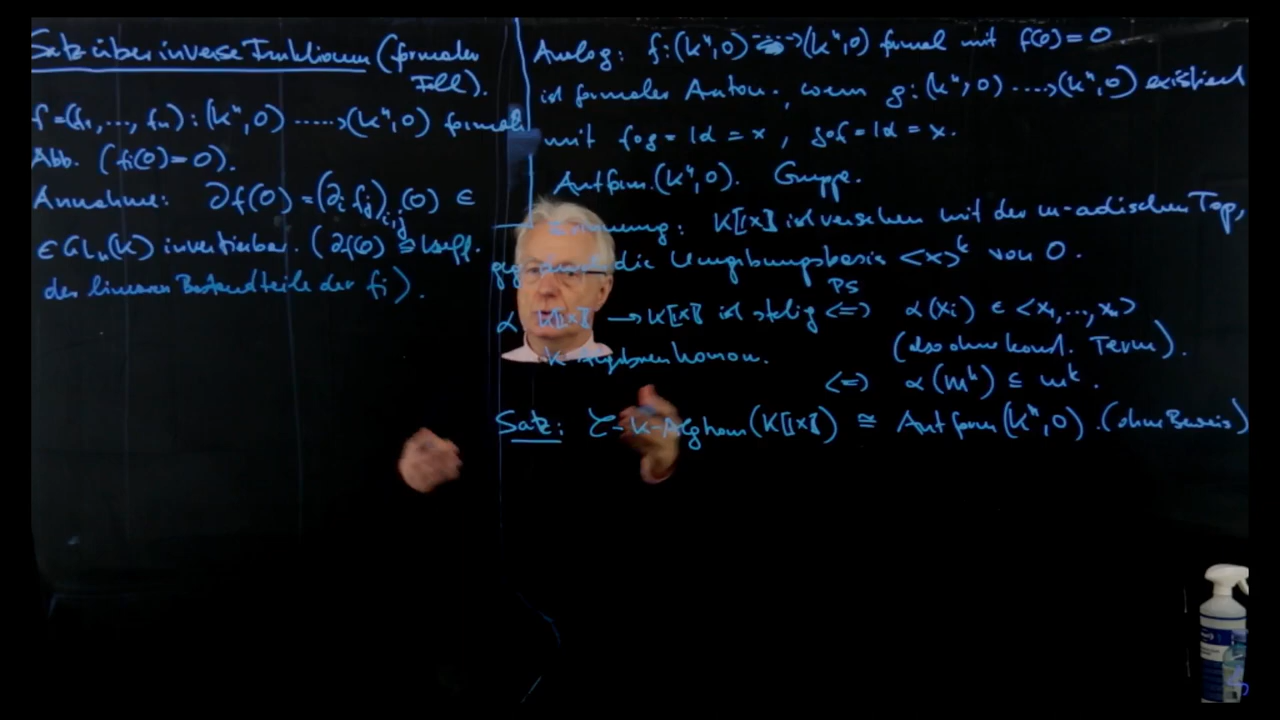 Satz über inverse Funktionen (formaler
Fall).
f=(f₁, ..., fₙ) : (kⁿ,0) ⋯⋯> (kⁿ,0) formale
Abb. (fi(0)=0).
Annahme: ∂f(0) = (∂i fj)i,j (0) ∈
∈ GLₙ(k) invertierbar. (∂f(0) ≅ Koeff.
der linearen Bestandteile der fi).
Analog: f:(kⁿ,0) ⋯⋯> (kⁿ,0) formal mit f(0)=0
ist formaler Autom., wenn g:(kⁿ,0) ⋯⋯> (kⁿ,0) existiert
mit f∘g = Id = x, g∘f = Id = x.
Autform.(kⁿ,0). Gruppe.
Erinnerung: K⟦x⟧ ist versehen mit der m-adischen Top,
geg durch die Umgebungsbasis <x>ᵏ von 0.
PS
α K⟦x⟧ → K⟦x⟧ ist stetig <=> α(xi) ∈ <x₁,...,xₙ>
k-Algebrenhomom. (also ohne konst. Term).
<=> α(mᵏ) ⊆ mᵏ.
Satz: K-Alghom(K⟦x⟧) ≅ Autform(kⁿ,0). (ohne Beweis)